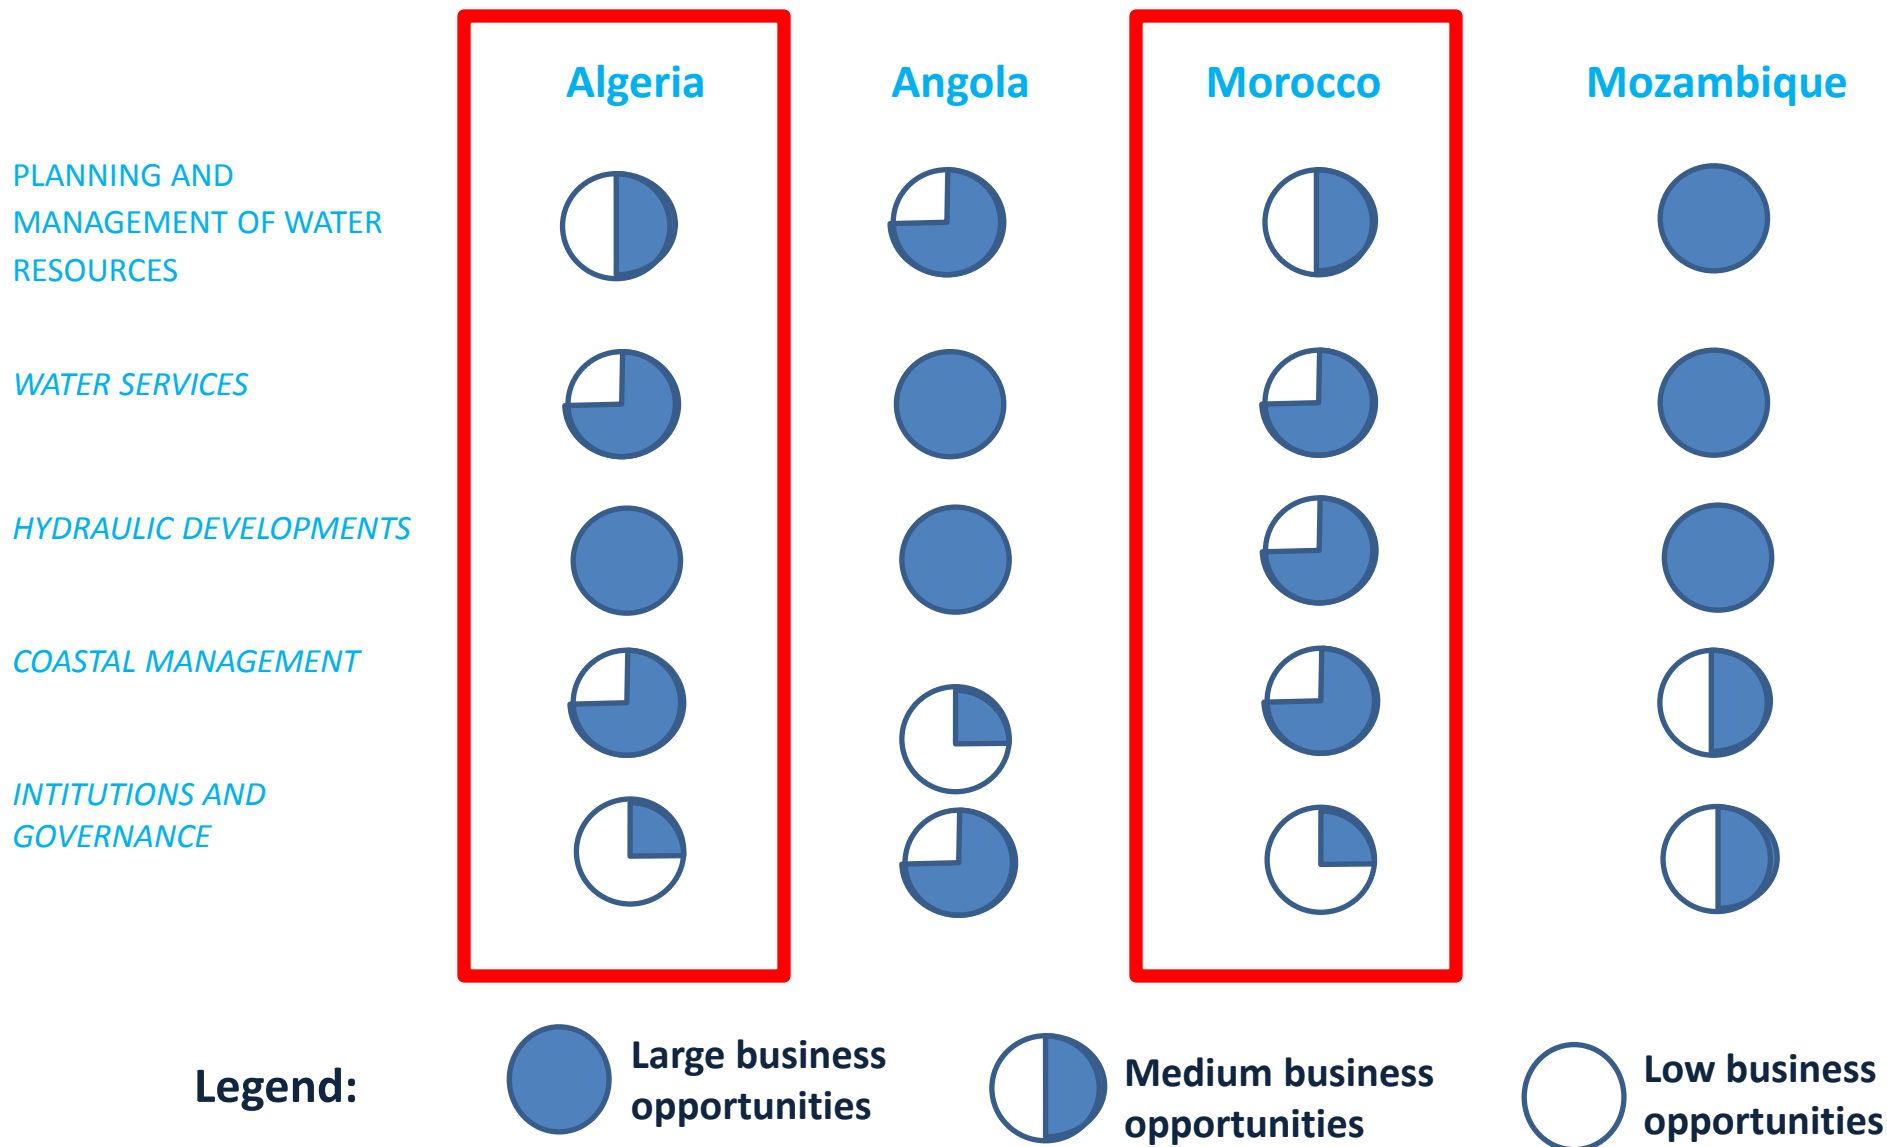 Algeria
Angola
Morocco
Mozambique
PLANNING AND
MANAGEMENT OF WATER
RESOURCES
WATER SERVICES
HYDRAULIC DEVELOPMENTS
COASTAL MANAGEMENT
INTITUTIONS AND
GOVERNANCE
Legend:
Large business
opportunities
Medium business
opportunities
Low business
opportunities